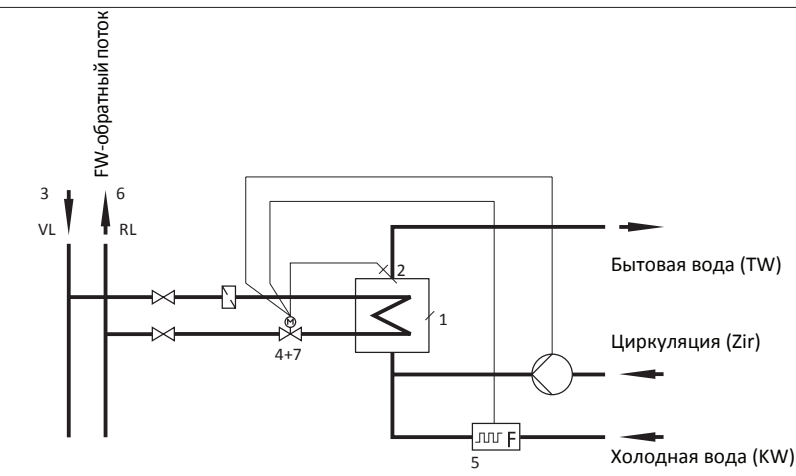 FW-обратный поток
3
6
VL
RL
2
Бытовая вода (TW)
1
M
4+7
Циркуляция (Zir)
F
5
Холодная вода (KW)